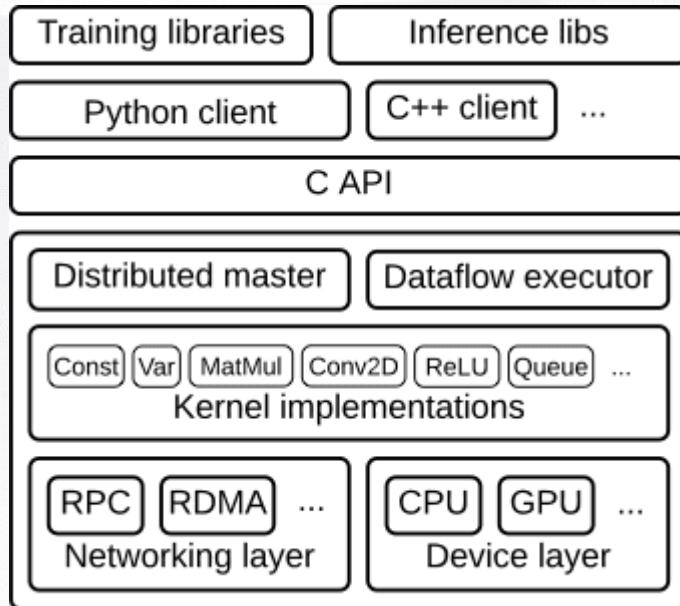 Training libraries Inference libs
Python client C++ client ...
C API
Distributed master Dataflow executor
Const Var MatMul Conv2D ReLU Queue ...
Kernel implementations
RPC RDMA ... CPU GPU ...
Networking layer Device layer